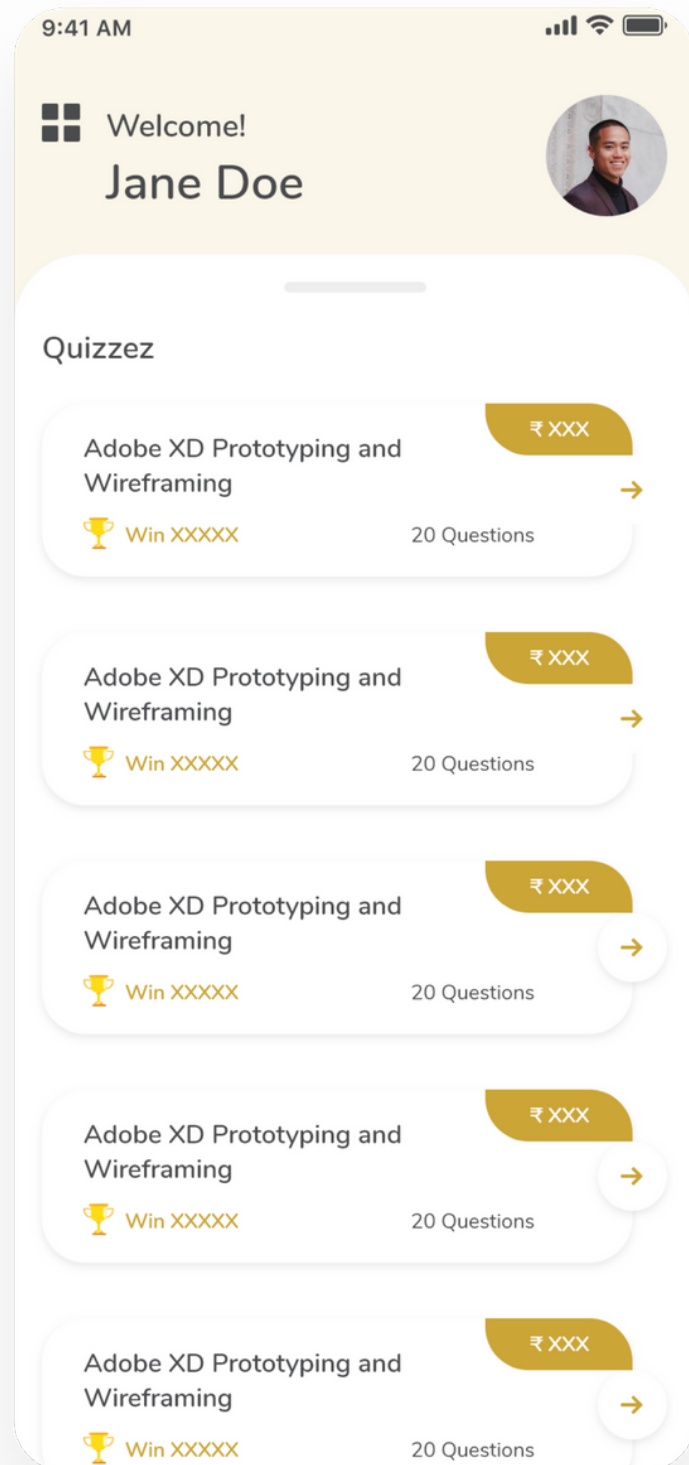 9:41 AM
Welcome!
Jane Doe
Quizzez
₹ XXX
Adobe XD Prototyping and
Wireframing
Win XXXXX 20 Questions
₹ XXX
Adobe XD Prototyping and
Wireframing
Win XXXXX 20 Questions
₹ XXX
Adobe XD Prototyping and
Wireframing
Win XXXXX 20 Questions
₹ XXX
Adobe XD Prototyping and
Wireframing
Win XXXXX 20 Questions
₹ XXX
Adobe XD Prototyping and
Wireframing
Win XXXXX 20 Questions